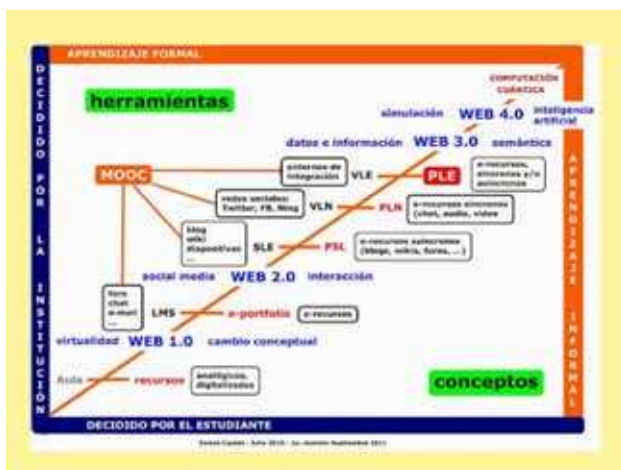 APRENDIZAJE FORMAL
DECIDIDO POR LA INSTITUCIÓN
APRENDIZAJE INFORMAL
herramientas
COMPUTACIÓN
CUÁNTICA
simulación WEB 4.0 inteligencia
artificial
datos e información WEB 3.0 semántica
MOOC
entornos de
integración
VLE
PLE
e-recursos,
síncronos y/o
asíncronos
redes sociales:
Twitter, FB, Ning
VLN
PLN
e-recursos síncronos
(chat, audio, video
blog
wiki
diapositivas
...
SLE
PSL
e-recursos asíncronos
(blogs, wikis, foros, ...)
social media WEB 2.0 interacción
foro
chat
e-mail
...
LMS
e-portfolio
e-recursos
virtualidad WEB 1.0 cambio conceptual
Aula
recursos
analógicos,
digitalizados
conceptos
DECIDIDO POR EL ESTUDIANTE